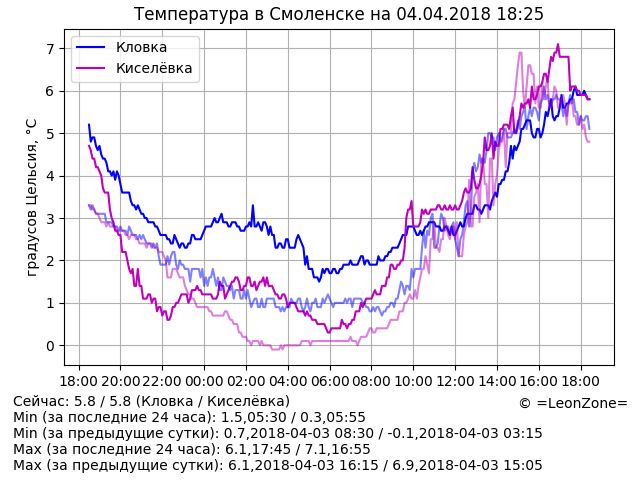 Температура в Смоленске на 04.04.2018 18:25
Кловка
Киселёвка
градусов Цельсия, °C
7
6
5
4
3
2
1
0
18:00 20:00 22:00 00:00 02:00 04:00 06:00 08:00 10:00 12:00 14:00 16:00 18:00
Сейчас: 5.8 / 5.8 (Кловка / Киселёвка)
© =LeonZone=
Min (за последние 24 часа): 1.5,05:30 / 0.3,05:55
Min (за предыдущие сутки): 0.7,2018-04-03 08:30 / -0.1,2018-04-03 03:15
Max (за последние 24 часа): 6.1,17:45 / 7.1,16:55
Max (за предыдущие сутки): 6.1,2018-04-03 16:15 / 6.9,2018-04-03 15:05